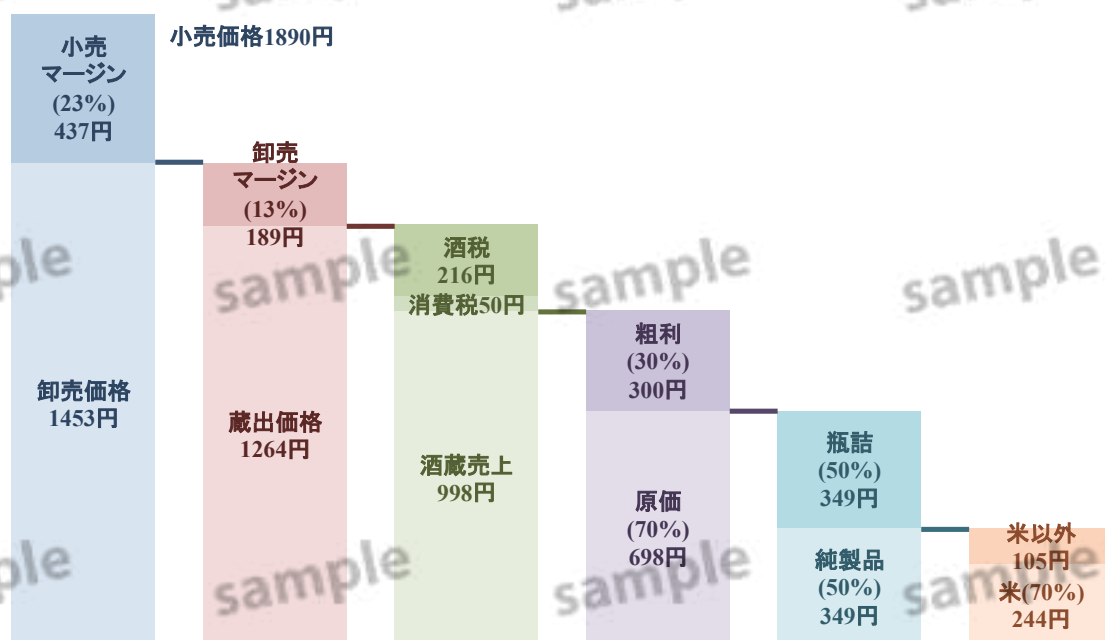 小売価格1890円
小売
マージン
(23%)
437円
卸売価格
1453円
卸売
マージン
(13%)
189円
蔵出価格
1264円
酒税
216円
消費税50円
酒蔵売上
998円
粗利
(30%)
300円
原価
(70%)
698円
瓶詰
(50%)
349円
純製品
(50%)
349円
米以外
105円
米(70%)
244円
sample
sample
sample
ple
sample
sample
sample
ple
sample
sample
sample